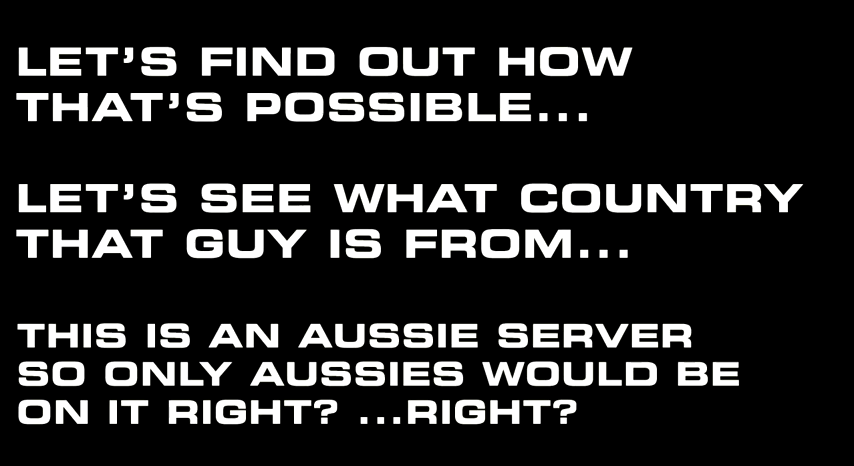 LET'S FIND OUT HOW
THAT'S POSSIBLE...
LET'S SEE WHAT COUNTRY
THAT GUY IS FROM...
THIS IS AN AUSSIE SERVER
SO ONLY AUSSIES WOULD BE
ON IT RIGHT? ...RIGHT?